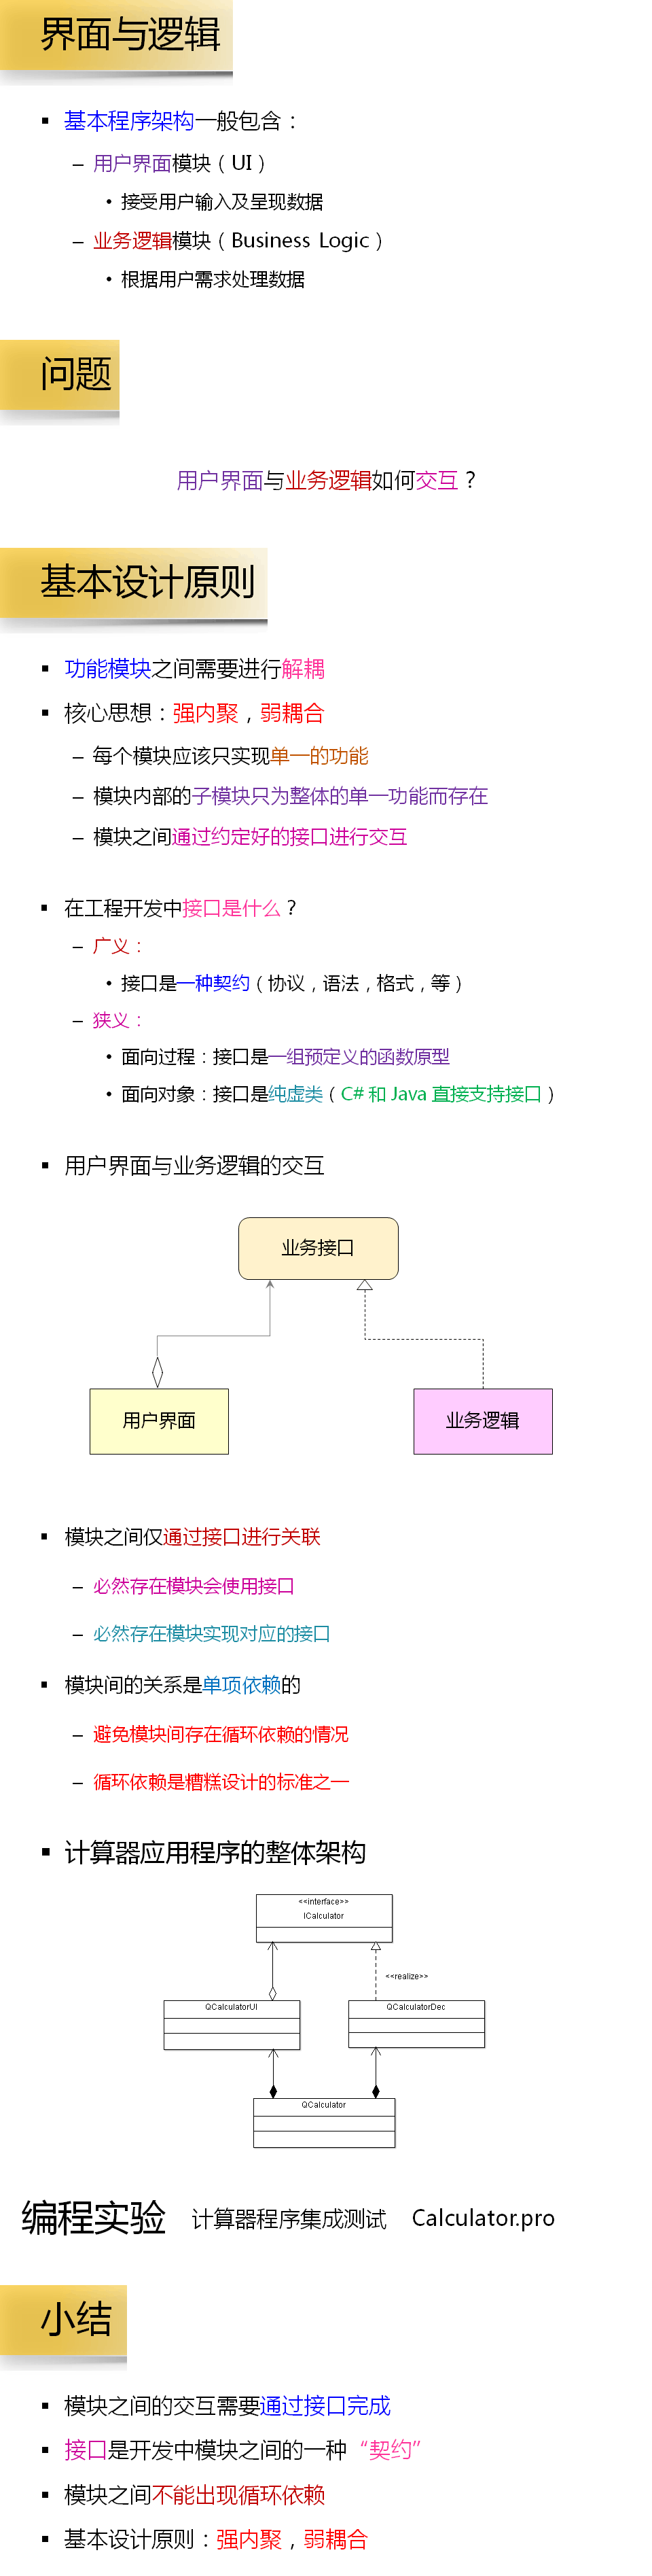 界面与逻辑
▪ 基本程序架构一般包含：
– 用户界面模块（UI）
• 接受用户输入及呈现数据
– 业务逻辑模块（Business Logic）
• 根据用户需求处理数据
问题
用户界面与业务逻辑如何交互？
基本设计原则
▪ 功能模块之间需要进行解耦
▪ 核心思想：强内聚，弱耦合
– 每个模块应该只实现单一的功能
– 模块内部的子模块只为整体的单一功能而存在
– 模块之间通过约定好的接口进行交互
▪ 在工程开发中接口是什么？
– 广义：
• 接口是一种契约（协议，语法，格式，等）
– 狭义：
• 面向过程：接口是一组预定义的函数原型
• 面向对象：接口是纯虚类（C# 和 Java 直接支持接口）
▪ 用户界面与业务逻辑的交互
业务接口
用户界面
业务逻辑
▪ 模块之间仅通过接口进行关联
– 必然存在模块会使用接口
– 必然存在模块实现对应的接口
▪ 模块间的关系是单项依赖的
– 避免模块间存在循环依赖的情况
– 循环依赖是糟糕设计的标准之一
▪ 计算器应用程序的整体架构
<<interface>>
ICalculator
<<realize>>
QCalculatorUI
QCalculatorDec
QCalculator
编程实验 计算器程序集成测试 Calculator.pro
小结
▪ 模块之间的交互需要通过接口完成
▪ 接口是开发中模块之间的一种“契约”
▪ 模块之间不能出现循环依赖
▪ 基本设计原则：强内聚，弱耦合